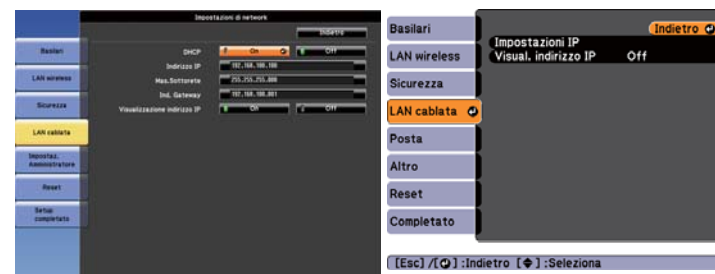 Impostazioni di network
Indietro
Basilari
DHCP On Off
Indirizzo IP 192.168.100.100
LAN wireless
Mas.Sottorete 255.255.255.000
Ind. Gateway 192.168.100.001
Sicurezza
Visualizzazione indirizzo IP On Off
LAN cablata
Impostaz.
Amministratore
Reset
Setup
completato
Basilari
Indietro
Impostazioni IP
LAN wireless
Visual. indirizzo IP Off
Sicurezza
LAN cablata
Posta
Altro
Reset
Completato
[Esc] /[ ] :Indietro [ ] :Seleziona